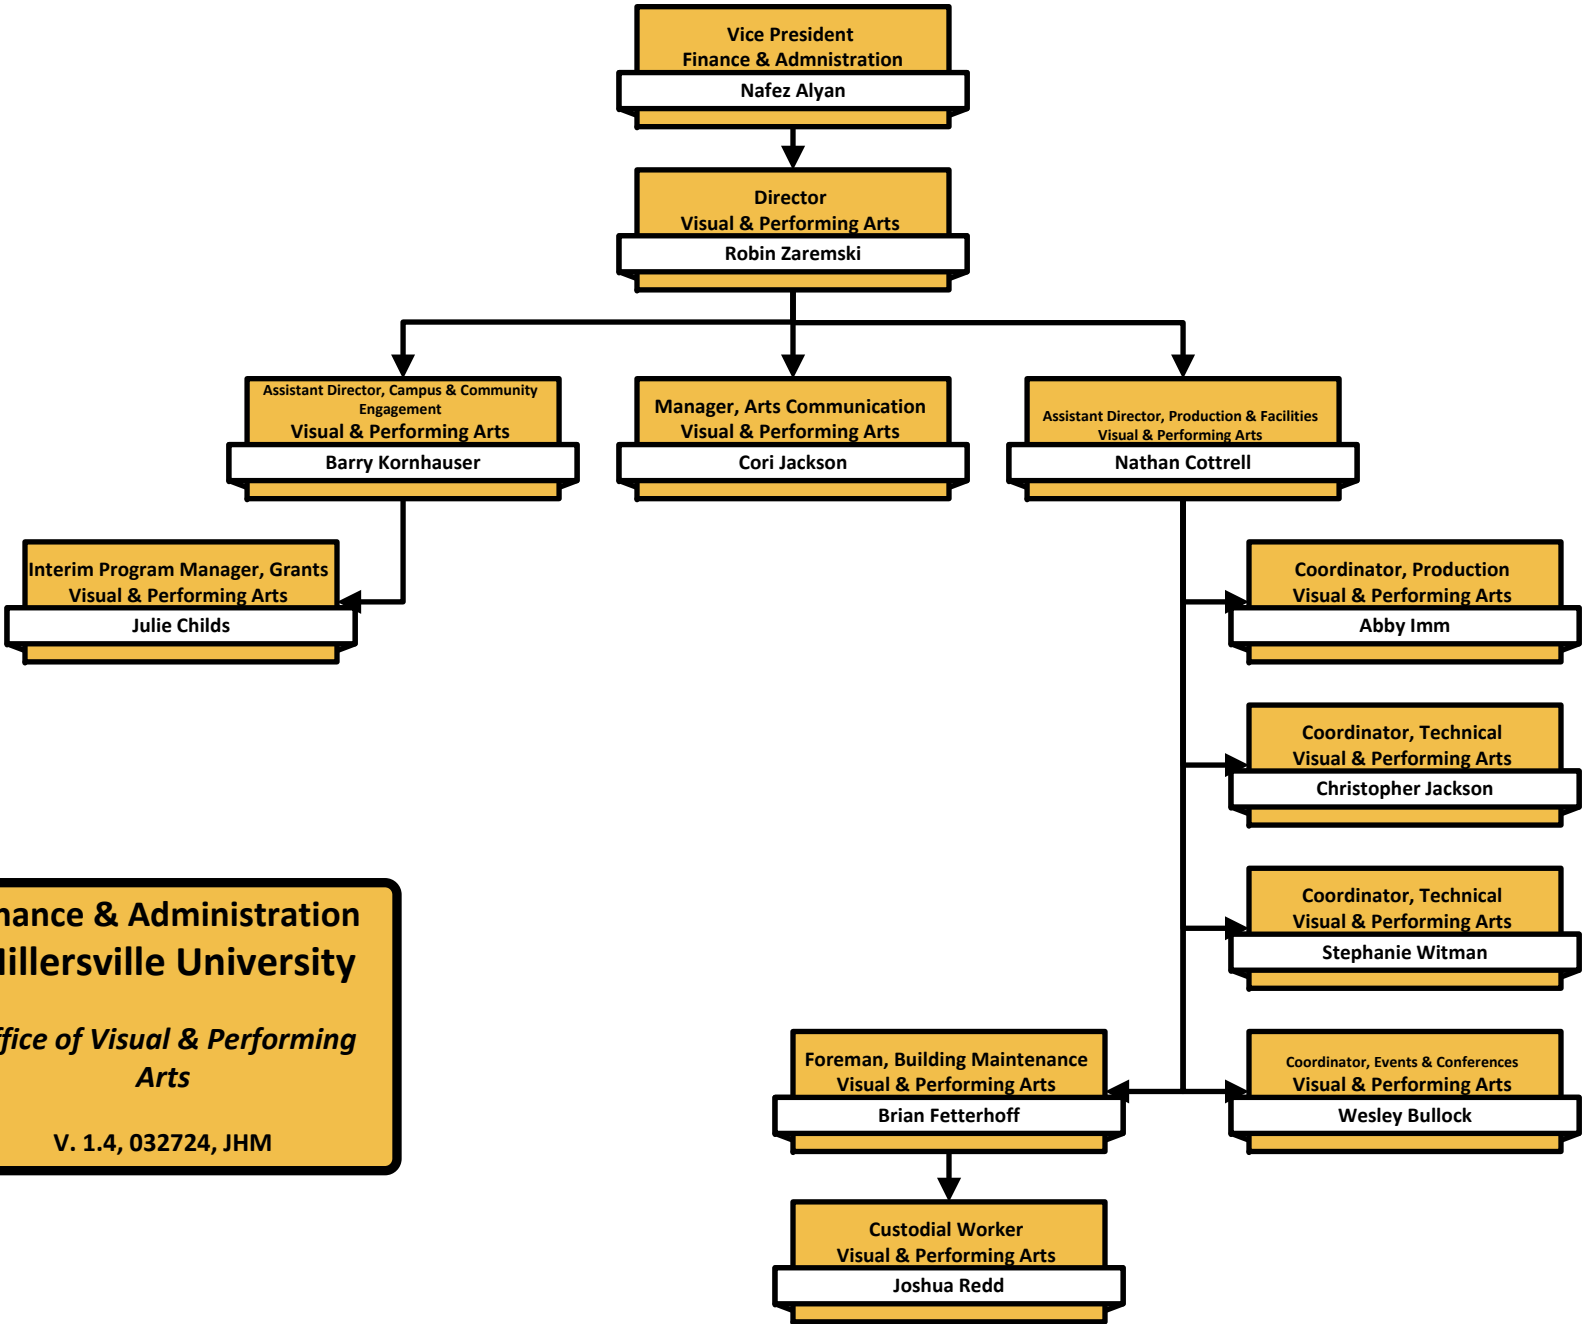 Vice President
Finance & Admnistration
Nafez Alyan
Director
Visual & Performing Arts
Robin Zaremski
Assistant Director, Campus & Community
Engagement
Visual & Performing Arts
Barry Kornhauser
Manager, Arts Communication
Visual & Performing Arts
Cori Jackson
Assistant Director, Production & Facilities
Visual & Performing Arts
Nathan Cottrell
Interim Program Manager, Grants
Visual & Performing Arts
Julie Childs
Coordinator, Production
Visual & Performing Arts
Abby Imm
Coordinator, Technical
Visual & Performing Arts
Christopher Jackson
Coordinator, Technical
Visual & Performing Arts
Stephanie Witman
Foreman, Building Maintenance
Visual & Performing Arts
Brian Fetterhoff
Coordinator, Events & Conferences
Visual & Performing Arts
Wesley Bullock
Custodial Worker
Visual & Performing Arts
Joshua Redd
& Administration
University
of Visual & Performing
Arts
V. 1.4, 032724, JHM